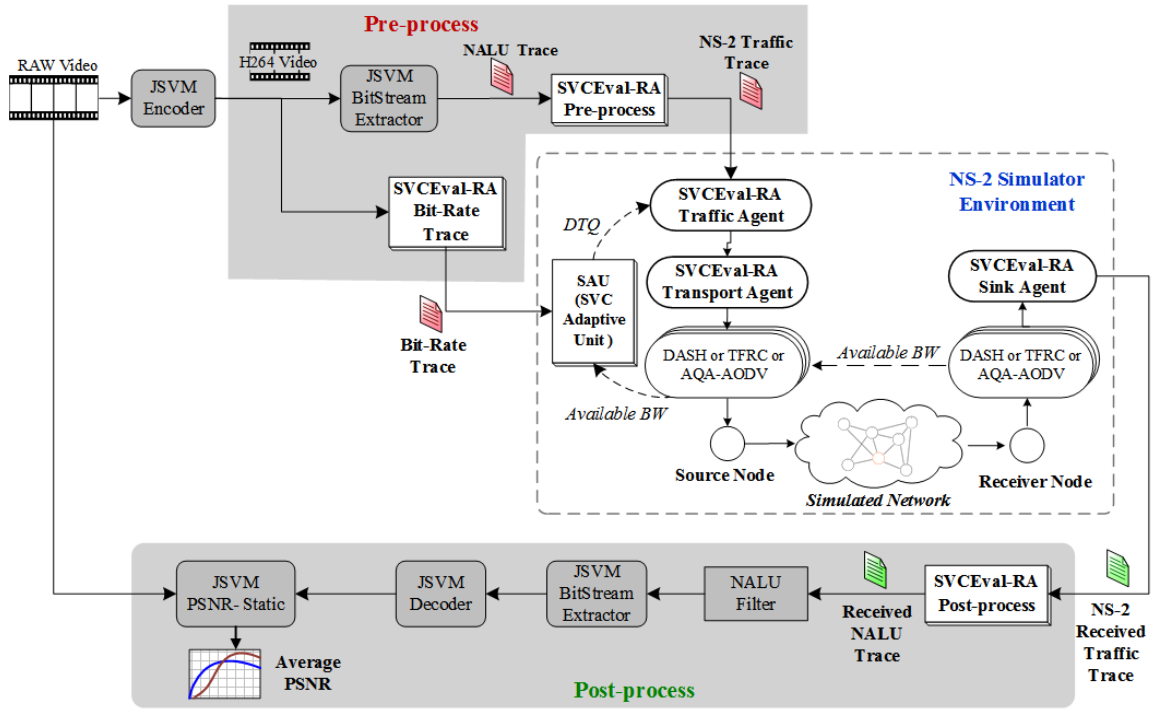 Pre-process
RAW Video
H264 Video
NALU Trace
NS-2 Traffic
Trace
JSVM
Encoder
JSVM
BitStream
Extractor
SVCEval-RA
Pre-process
SVCEval-RA
Bit-Rate
Trace
Bit-Rate
Trace
NS-2 Simulator
Environment
SVCEval-RA
Traffic Agent
DTQ
SAU
(SVC
Adaptive
Unit )
SVCEval-RA
Transport Agent
SVCEval-RA
Sink Agent
DASH or TFRC or
AQA-AODV
Available BW
DASH or TFRC or
AQA-AODV
Available BW
Source Node
Simulated Network
Receiver Node
JSVM
PSNR- Static
JSVM
Decoder
JSVM
BitStream
Extractor
NALU
Filter
Received
NALU
Trace
SVCEval-RA
Post-process
NS-2
Received
Traffic
Trace
Average
PSNR
Post-process